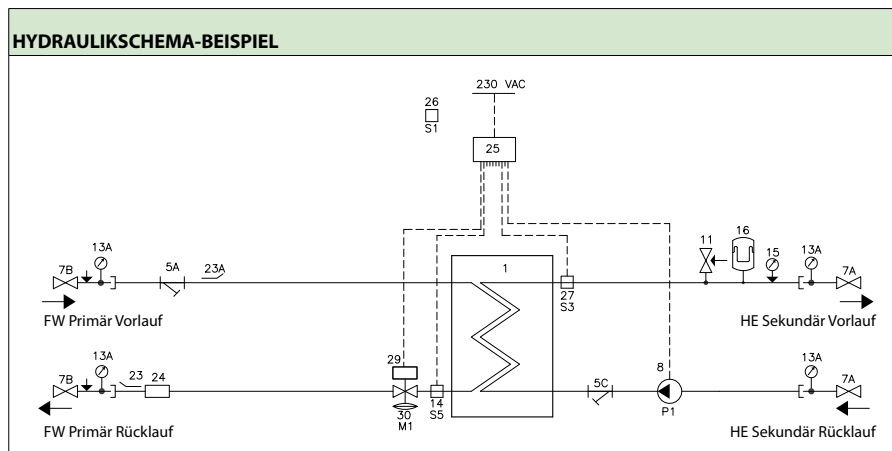 HYDRAULIKSCHEMA-BEISPIEL
230 VAC
26
S1
25
7B
13A
5A
23A
1
27
S3
11
16
15
13A
7A
FW Primär Vorlauf
HE Sekundär Vorlauf
7B
13A
23
24
29
30
M1
14
S5
5C
8
P1
13A
7A
FW Primär Rücklauf
HE Sekundär Rücklauf